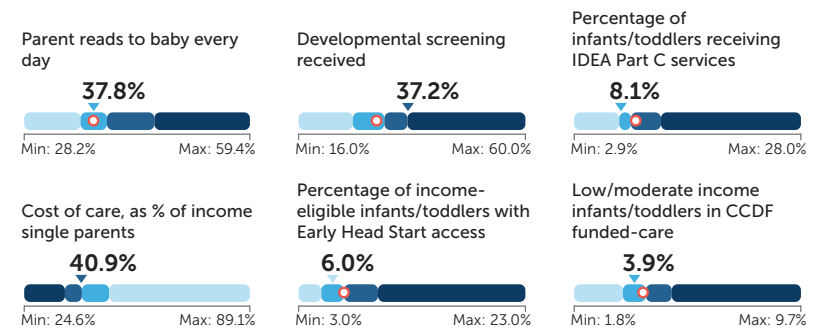 Parent reads to baby every
day
37.8%
Min: 28.2%
Max: 59.4%
Developmental screening
received
37.2%
Min: 16.0%
Max: 60.0%
Percentage of
infants/toddlers receiving
IDEA Part C services
8.1%
Min: 2.9%
Max: 28.0%
Cost of care, as % of income
single parents
40.9%
Min: 24.6%
Max: 89.1%
Percentage of income-
eligible infants/toddlers with
Early Head Start access
6.0%
Min: 3.0%
Max: 23.0%
Low/moderate income
infants/toddlers in CCDF
funded-care
3.9%
Min: 1.8%
Max: 9.7%